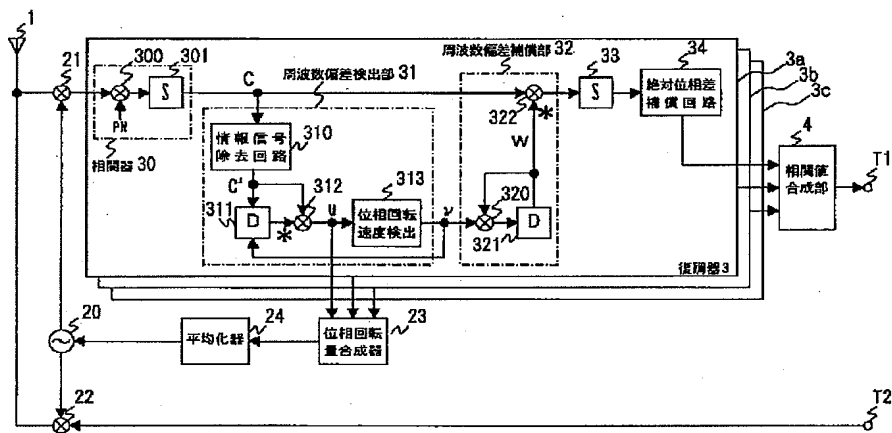 1
21
300
301
S
PN
相関器 30
C
周波数偏差検出部 31
情報信号
除去回路
310
C'
311
D
*
312
u
313
位相回転
速度検出
ν
周波数偏差補償部 32
322
*
W
320
321
D
33
S
34
絶対位相差
補償回路
3a
3b
3c
4
相関値
合成部
T1
復調器 3
20
24
平均化器
23
位相回転
量合成器
22
T2